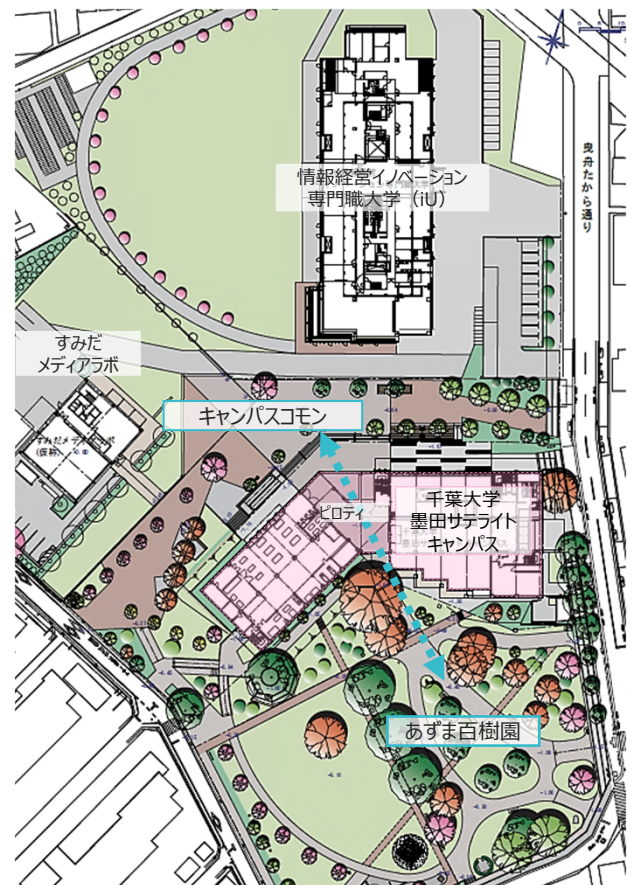 情報経営イノベーション
専門職大学（iU）
曳舟たから通り
すみだ
メディアラボ
キャンパスコモン
(仮称)
ピロティ
千葉大学
墨田サテライト
キャンパス
あずま百樹園